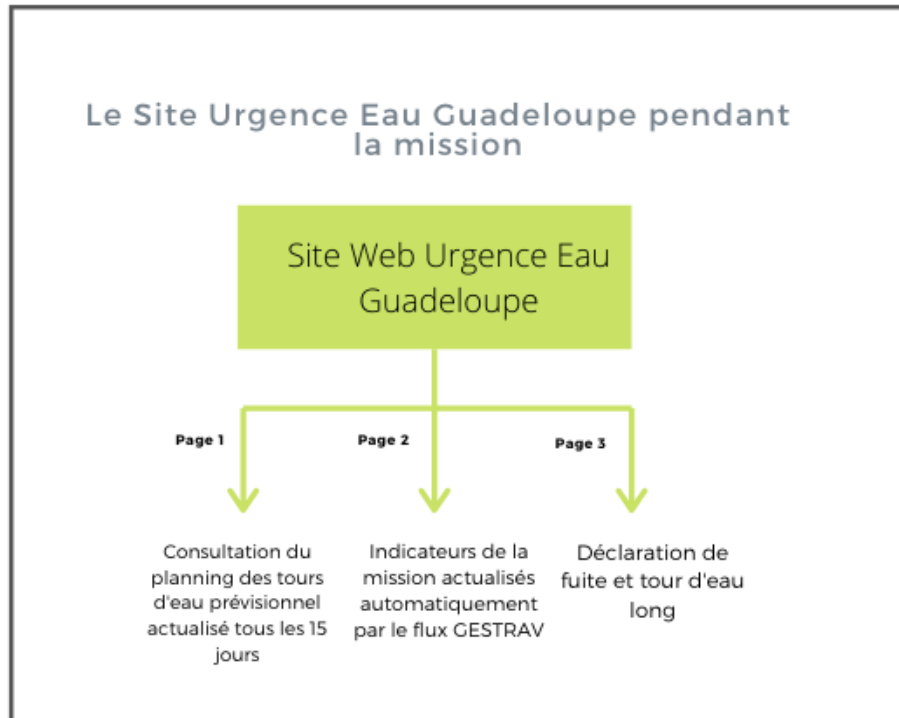 Le Site Urgence Eau Guadeloupe pendant
la mission
Site Web Urgence Eau
Guadeloupe
Page 1
Page 2
Page 3
Consultation du
planning des tours
d'eau prévisionnel
actualisé tous les 15
jours
Indicateurs de la
mission actualisés
automatiquement
par le flux GESTRAV
Déclaration de
fuite et tour d'eau
long